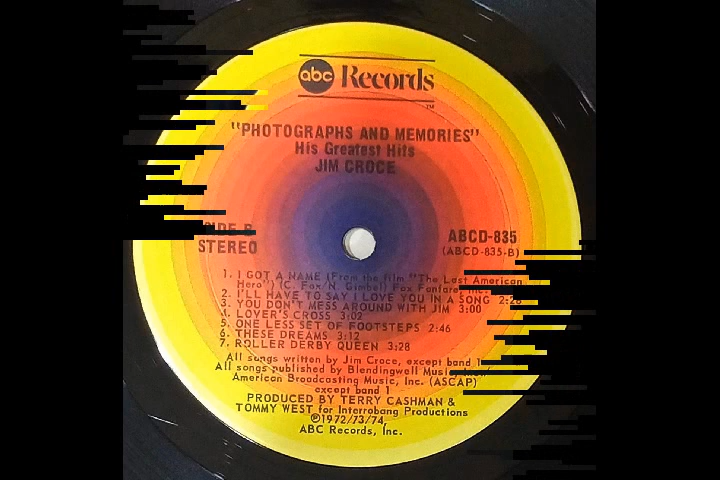 abc Records
TM
"PHOTOGRAPHS AND MEMORIES"
His Greatest Hits
JIM CROCE
SIDE B
STEREO
ABCD-835
(ABCD-835-B)
1. I GOT A NAME (From the film "The Last American
Hero") (C. Fox/N. Gimbel) Fox Fanfare, Inc.
2. I'LL HAVE TO SAY I LOVE YOU IN A SONG 2:28
3. YOU DON'T MESS AROUND WITH JIM 3:00
4. LOVER'S CROSS 3:02
5. ONE LESS SET OF FOOTSTEPS 2:46
6. THESE DREAMS 3:12
7. ROLLER DERBY QUEEN 3:28
All songs written by Jim Croce, except band 1
All songs published by Blendingwell Music,
American Broadcasting Music, Inc. (ASCAP)
except band 1
PRODUCED BY TERRY CASHMAN &
TOMMY WEST for Interrobang Productions
℗1972/73/74,
ABC Records, Inc.